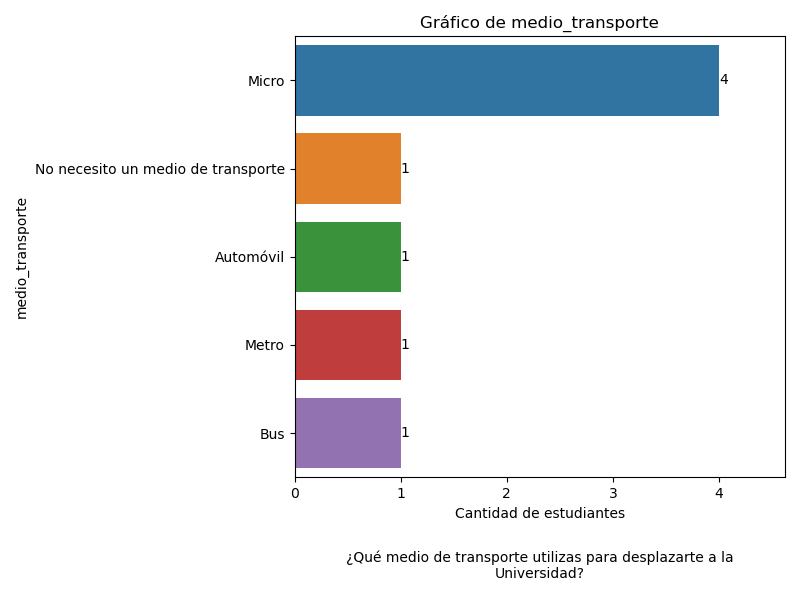 Gráfico de medio_transporte
medio_transporte
Micro
4
No necesito un medio de transporte
1
Automóvil
1
Metro
1
Bus
1
0 1 2 3 4
Cantidad de estudiantes
¿Qué medio de transporte utilizas para desplazarte a la
Universidad?